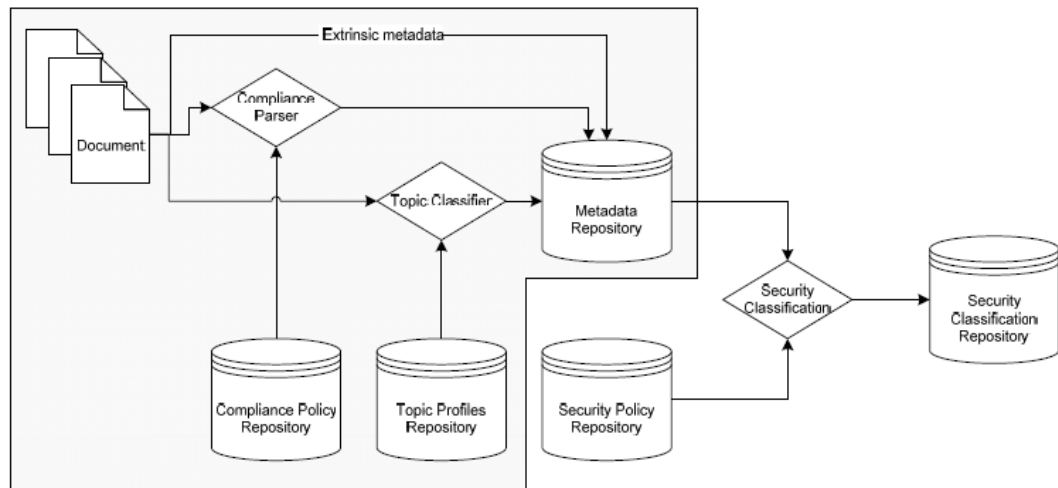 Extrinsic metadata
Compliance
Parser
Document
Topic Classifier
Metadata
Repository
Security
Classification
Security
Classification
Repository
Compliance Policy
Repository
Topic Profiles
Repository
Security Policy
Repository